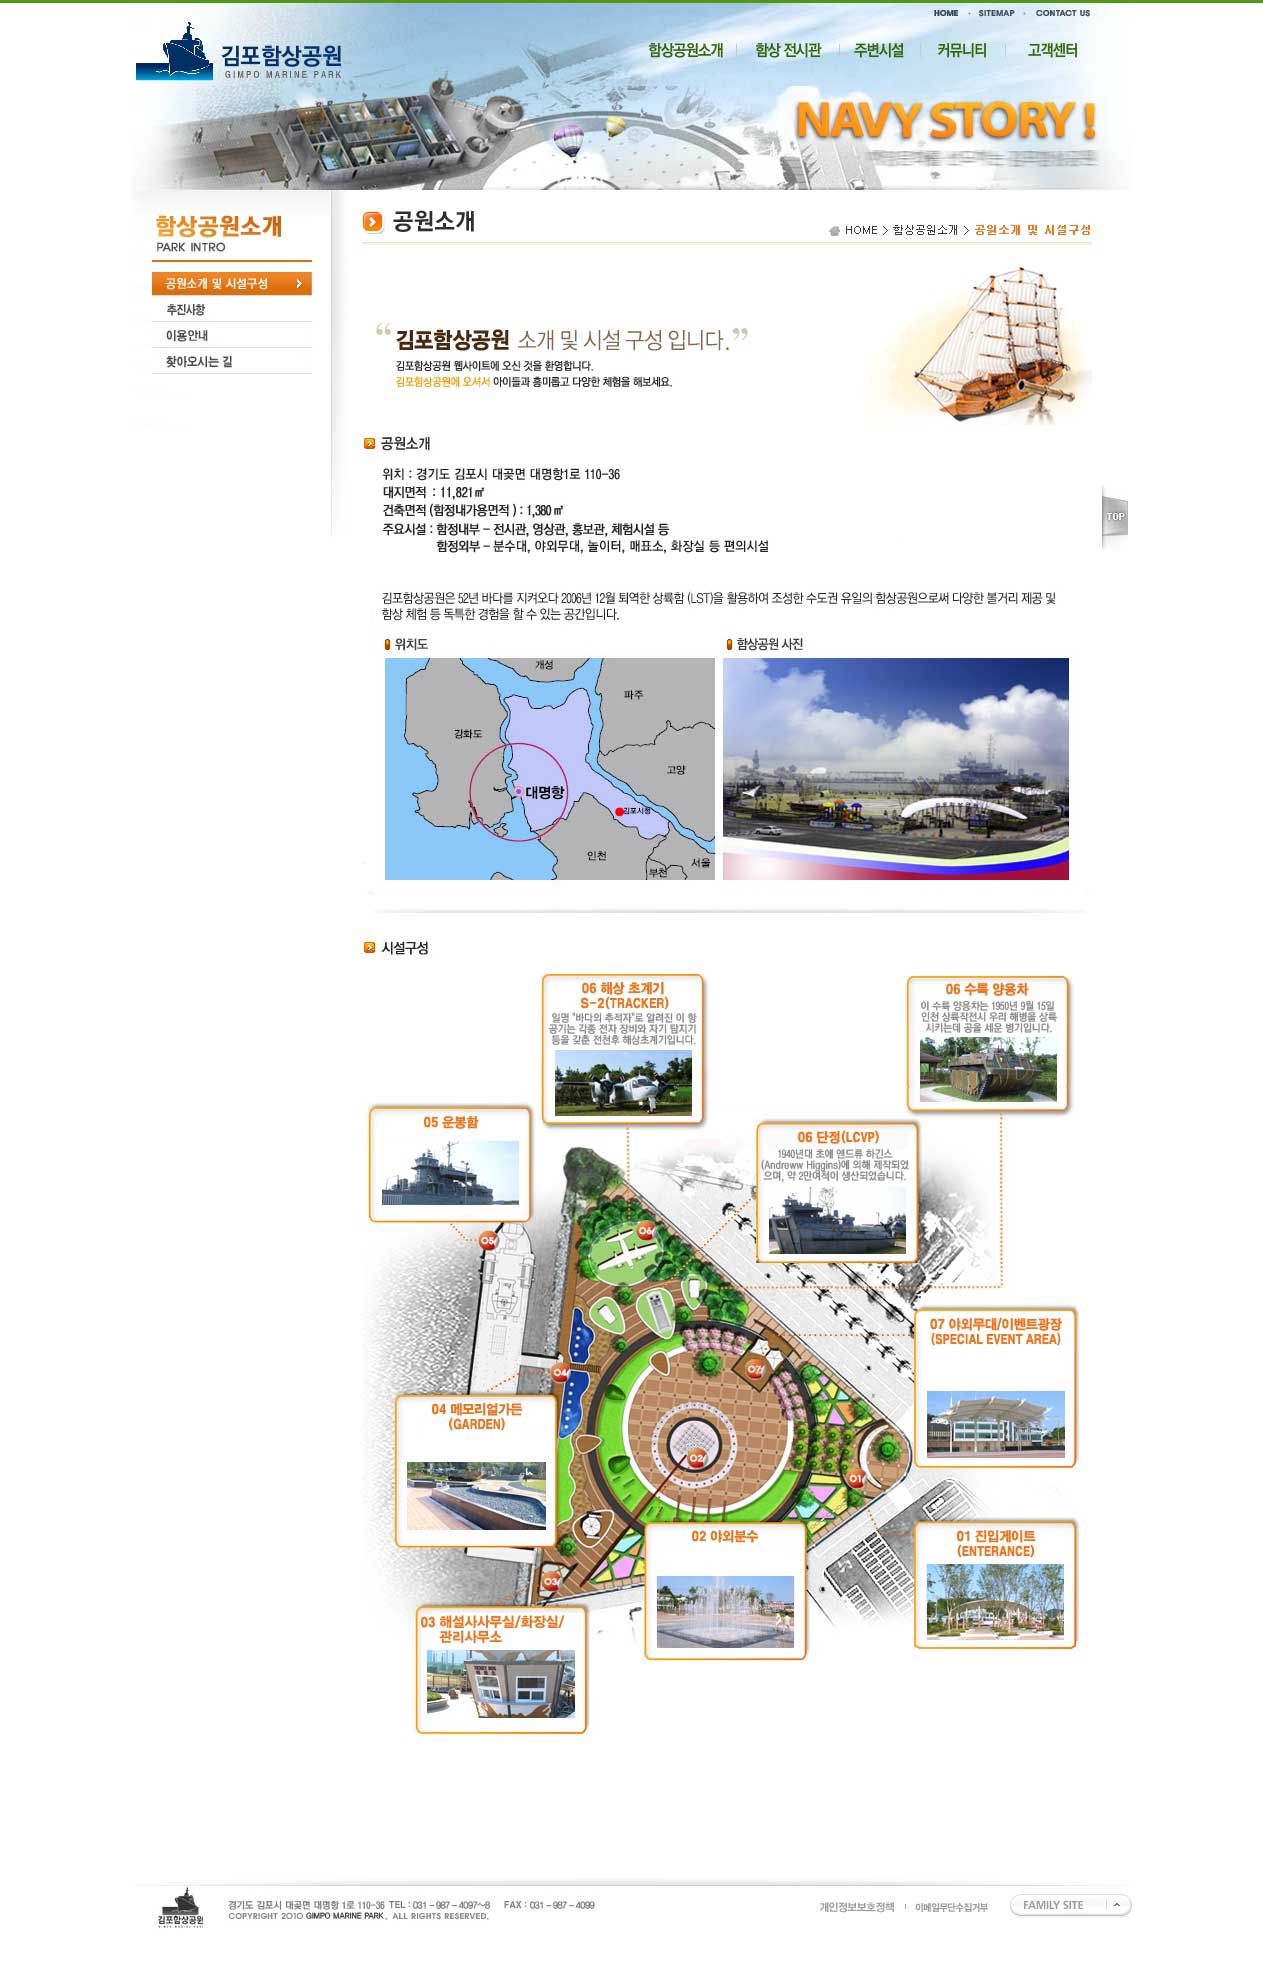 HOME · SITEMAP · CONTACT US
김포함상공원
GIMPO MARINE PARK
함상공원소개 함상 전시관 주변시설 커뮤니티 고객센터
NAVY STORY !
함상공원소개
PARK INTRO
공원소개 및 시설구성
추진사항
이용안내
찾아오시는 길
공원소개
HOME > 함상공원소개 > 공원소개 및 시설구성
“김포함상공원 소개 및 시설 구성 입니다.”
김포함상공원 웹사이트에 오신 것을 환영합니다.
김포함상공원에 오셔서 아이들과 흥미롭고 다양한 체험을 해보세요.
공원소개
위치 : 경기도 김포시 대곶면 대명항1로 110-36
대지면적 : 11,821㎡
건축면적 (함정내가용면적 ) : 1,380㎡
주요시설 : 함정내부 – 전시관, 영상관, 홍보관, 체험시설 등
함정외부 – 분수대, 야외무대, 놀이터, 매표소, 화장실 등 편의시설
TOP
김포함상공원은 52년 바다를 지켜오다 2006년 12월 퇴역한 상륙함 (LST)을 활용하여 조성한 수도권 유일의 함상공원으로써 다양한 볼거리 제공 및
함상 체험 등 독특한 경험을 할 수 있는 공간입니다.
위치도
함상공원 사진
개성
파주
강화도
고양
대명항
김포시청
인천
서울
부천
시설구성
06 해상 초계기
S-2(TRACKER)
일명 "바다의 추적자"로 알려진 이 항
공기는 각종 전자 장비와 자기 탐지기
등을 갖춘 전천후 해상초계기입니다.
06 수륙 양용차
이 수륙 양용차는 1950년 9월 15일
인천 상륙작전시 우리 해병을 상륙
시키는데 공을 세운 병기입니다.
05 운봉함
06 단정(LCVP)
1940년대 초에 앤드류 하긴스
(Andreww Higgins)에 의해 제작되었
으며, 약 2만여척이 생산되었습니다.
06
05
07 야외무대/이벤트광장
(SPECIAL EVENT AREA)
04
07
04 메모리얼가든
(GARDEN)
02
01
02 야외분수
01 진입게이트
(ENTERANCE)
03
03 해설사사무실/화장실/
관리사무소
김포함상공원
경기도 김포시 대곶면 대명항 1로 110-36 TEL : 031 – 987 – 4097~8 FAX : 031 – 987 – 4099
COPYRIGHT 2010 GIMPO MARINE PARK. ALL RIGHTS RESERVED.
개인정보보호정책 이메일무단수집거부
FAMILY SITE